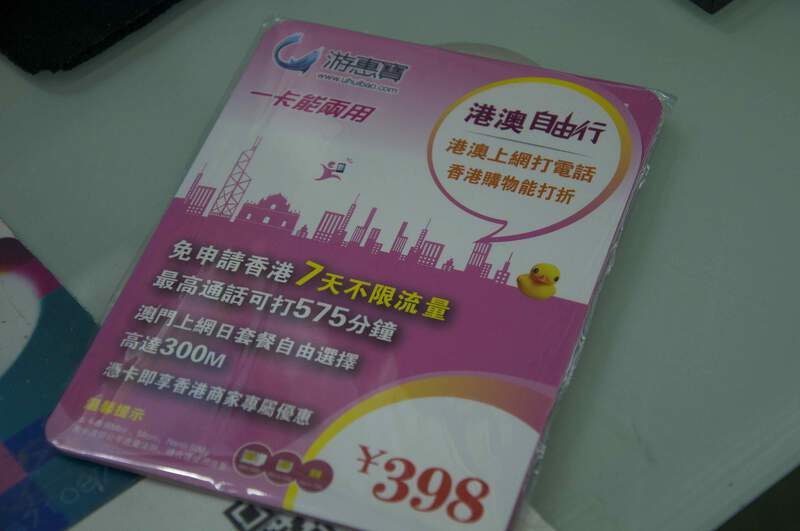 游惠寶
www.uhuibao.com
一卡能兩用
港澳自由行
港澳上網打電話
香港購物能打折
免申請香港7天不限流量
最高通話可打575分鐘
澳門上網日套餐自由選擇
高達300M
憑卡即享香港商家專屬優惠
溫馨提示
¥398